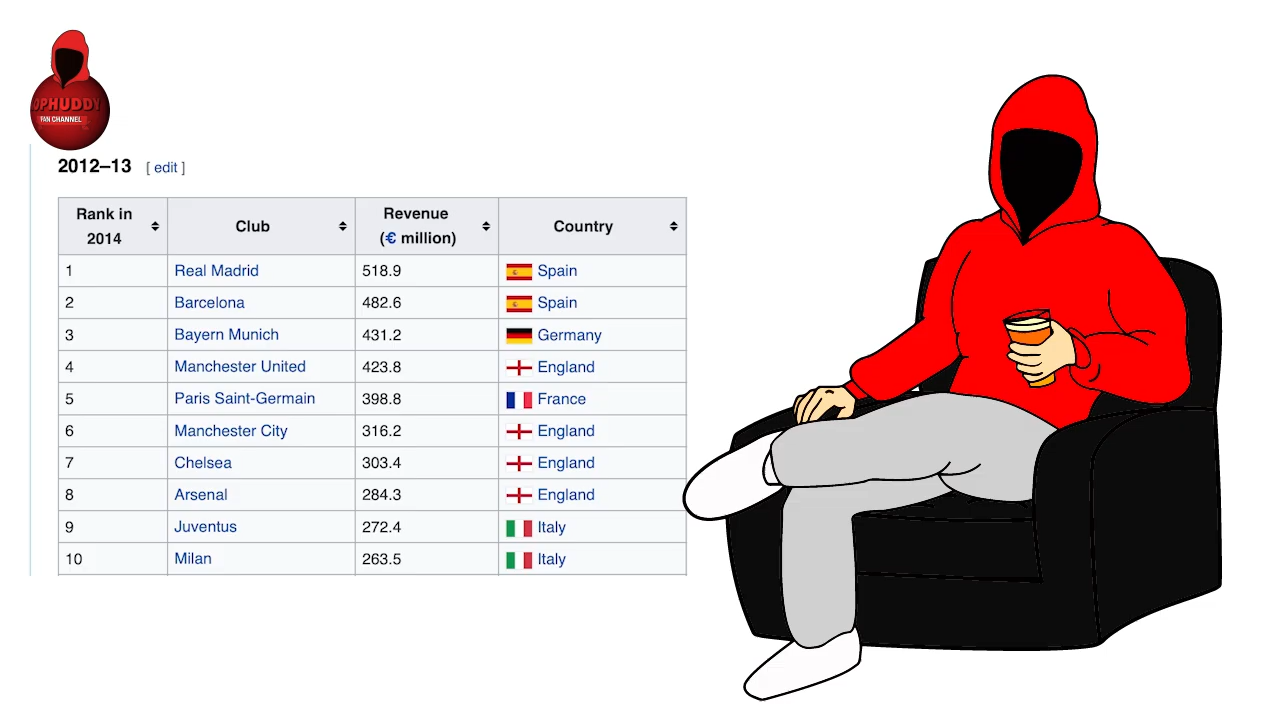 OPHUDDY
FAN CHANNEL
2012–13 [ edit ]
Rank in 2014 Club Revenue (€ million) Country
1 Real Madrid 518.9 Spain
2 Barcelona 482.6 Spain
3 Bayern Munich 431.2 Germany
4 Manchester United 423.8 England
5 Paris Saint-Germain 398.8 France
6 Manchester City 316.2 England
7 Chelsea 303.4 England
8 Arsenal 284.3 England
9 Juventus 272.4 Italy
10 Milan 263.5 Italy